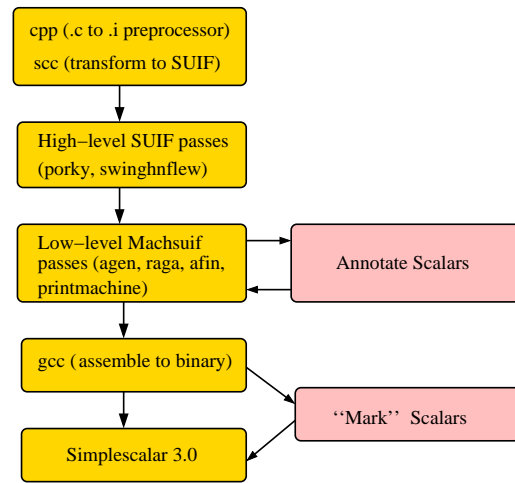 cpp (.c to .i preprocessor)
scc (transform to SUIF)
High−level SUIF passes
(porky, swinghnflew)
Low−level Machsuif
passes (agen, raga, afin,
printmachine)
Annotate Scalars
gcc (assemble to binary)
‘‘Mark’’ Scalars
Simplescalar 3.0